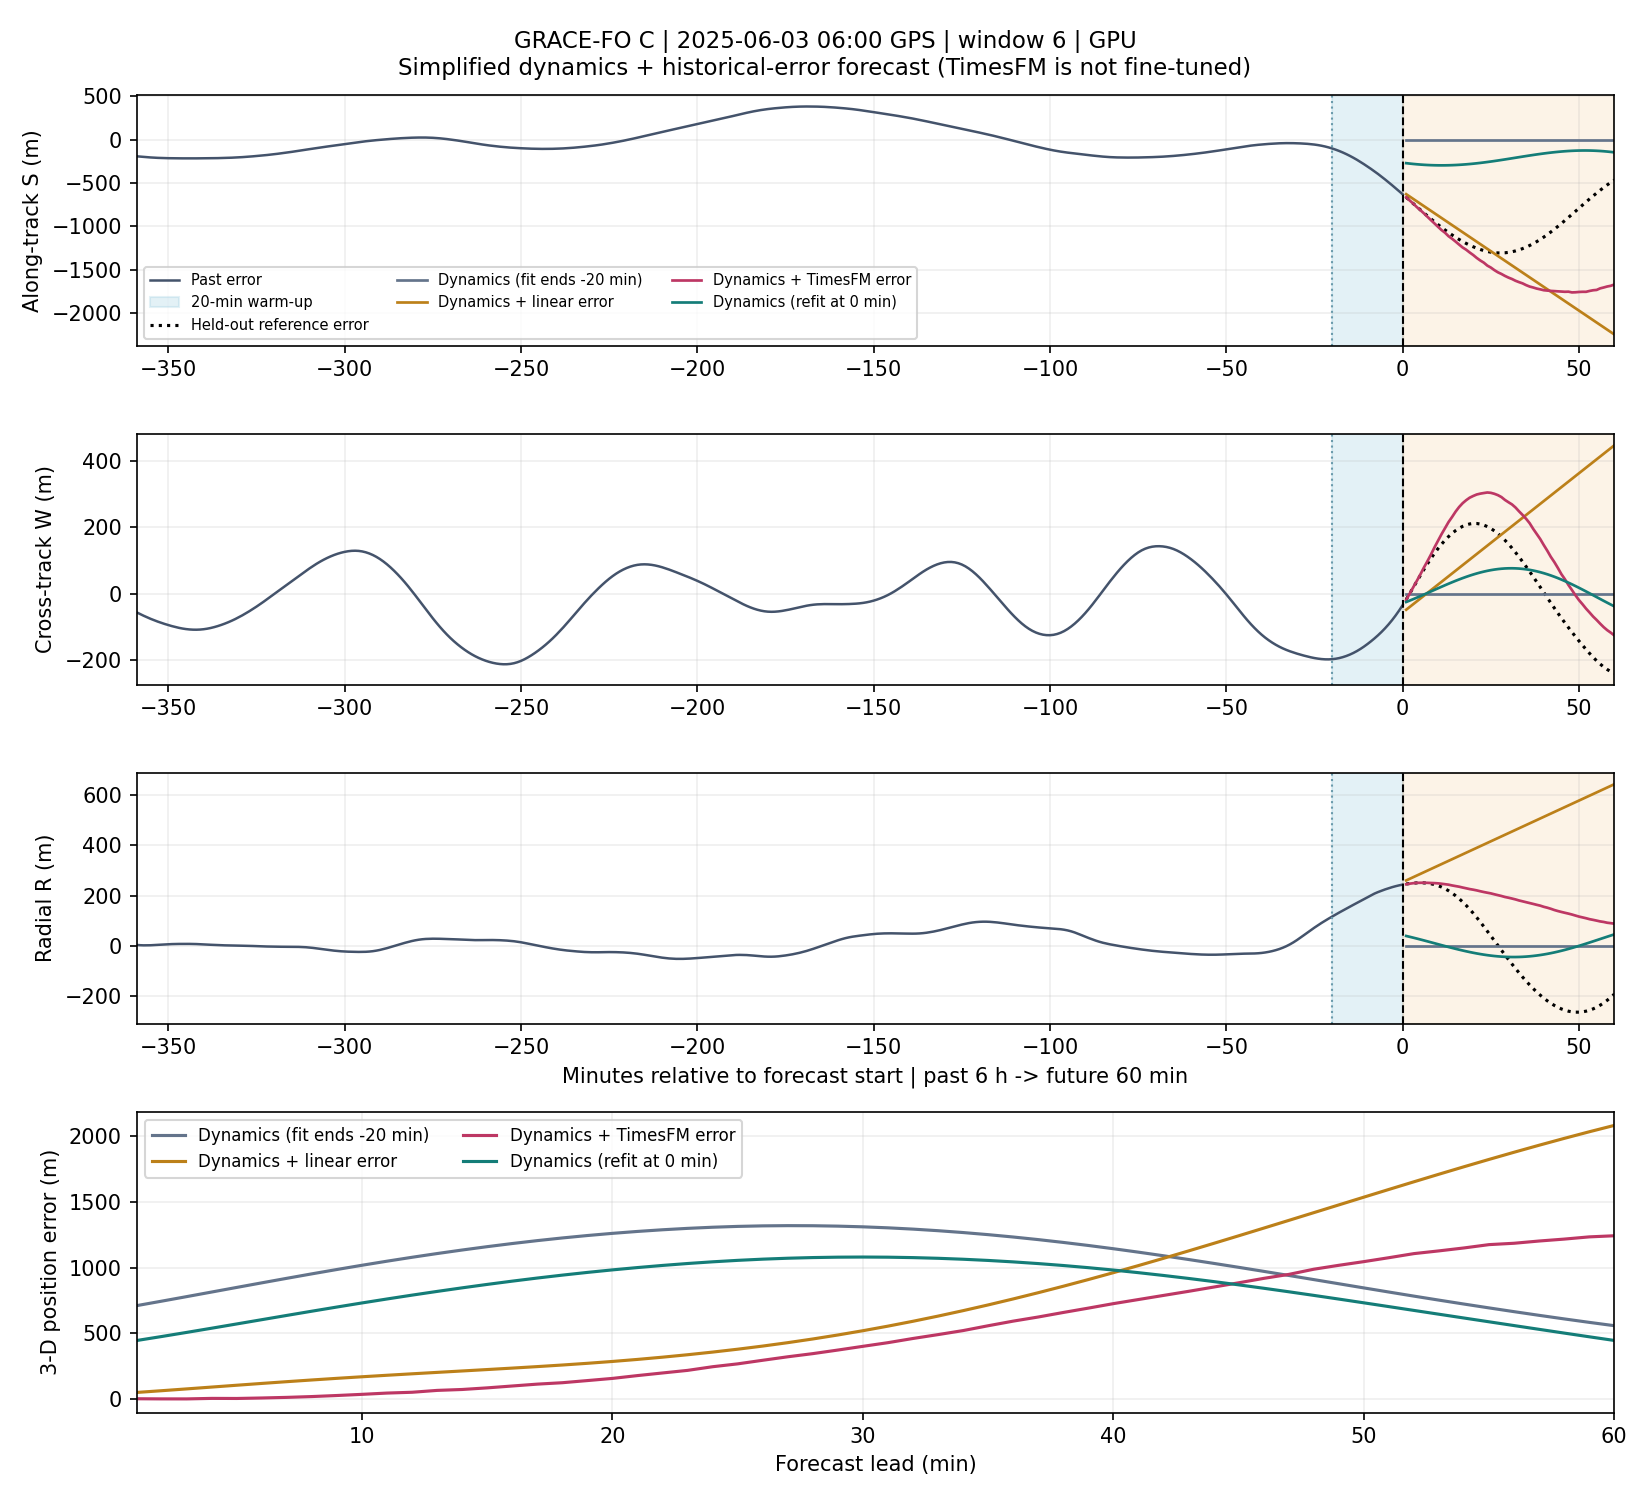 GRACE-FO C | 2025-06-03 06:00 GPS | window 6 | GPU
Simplified dynamics + historical-error forecast (TimesFM is not fine-tuned)
Along-track S (m)
500
0
−500
−1000
−1500
−2000
Past error
20-min warm-up
Held-out reference error
Dynamics (fit ends -20 min)
Dynamics + linear error
Dynamics + TimesFM error
Dynamics (refit at 0 min)
−350 −300 −250 −200 −150 −100 −50 0 50
Cross-track W (m)
400
200
0
−200
−350 −300 −250 −200 −150 −100 −50 0 50
Radial R (m)
600
400
200
0
−200
−350 −300 −250 −200 −150 −100 −50 0 50
Minutes relative to forecast start | past 6 h -> future 60 min
3-D position error (m)
2000
1500
1000
500
0
Dynamics (fit ends -20 min)
Dynamics + linear error
Dynamics + TimesFM error
Dynamics (refit at 0 min)
10 20 30 40 50 60
Forecast lead (min)